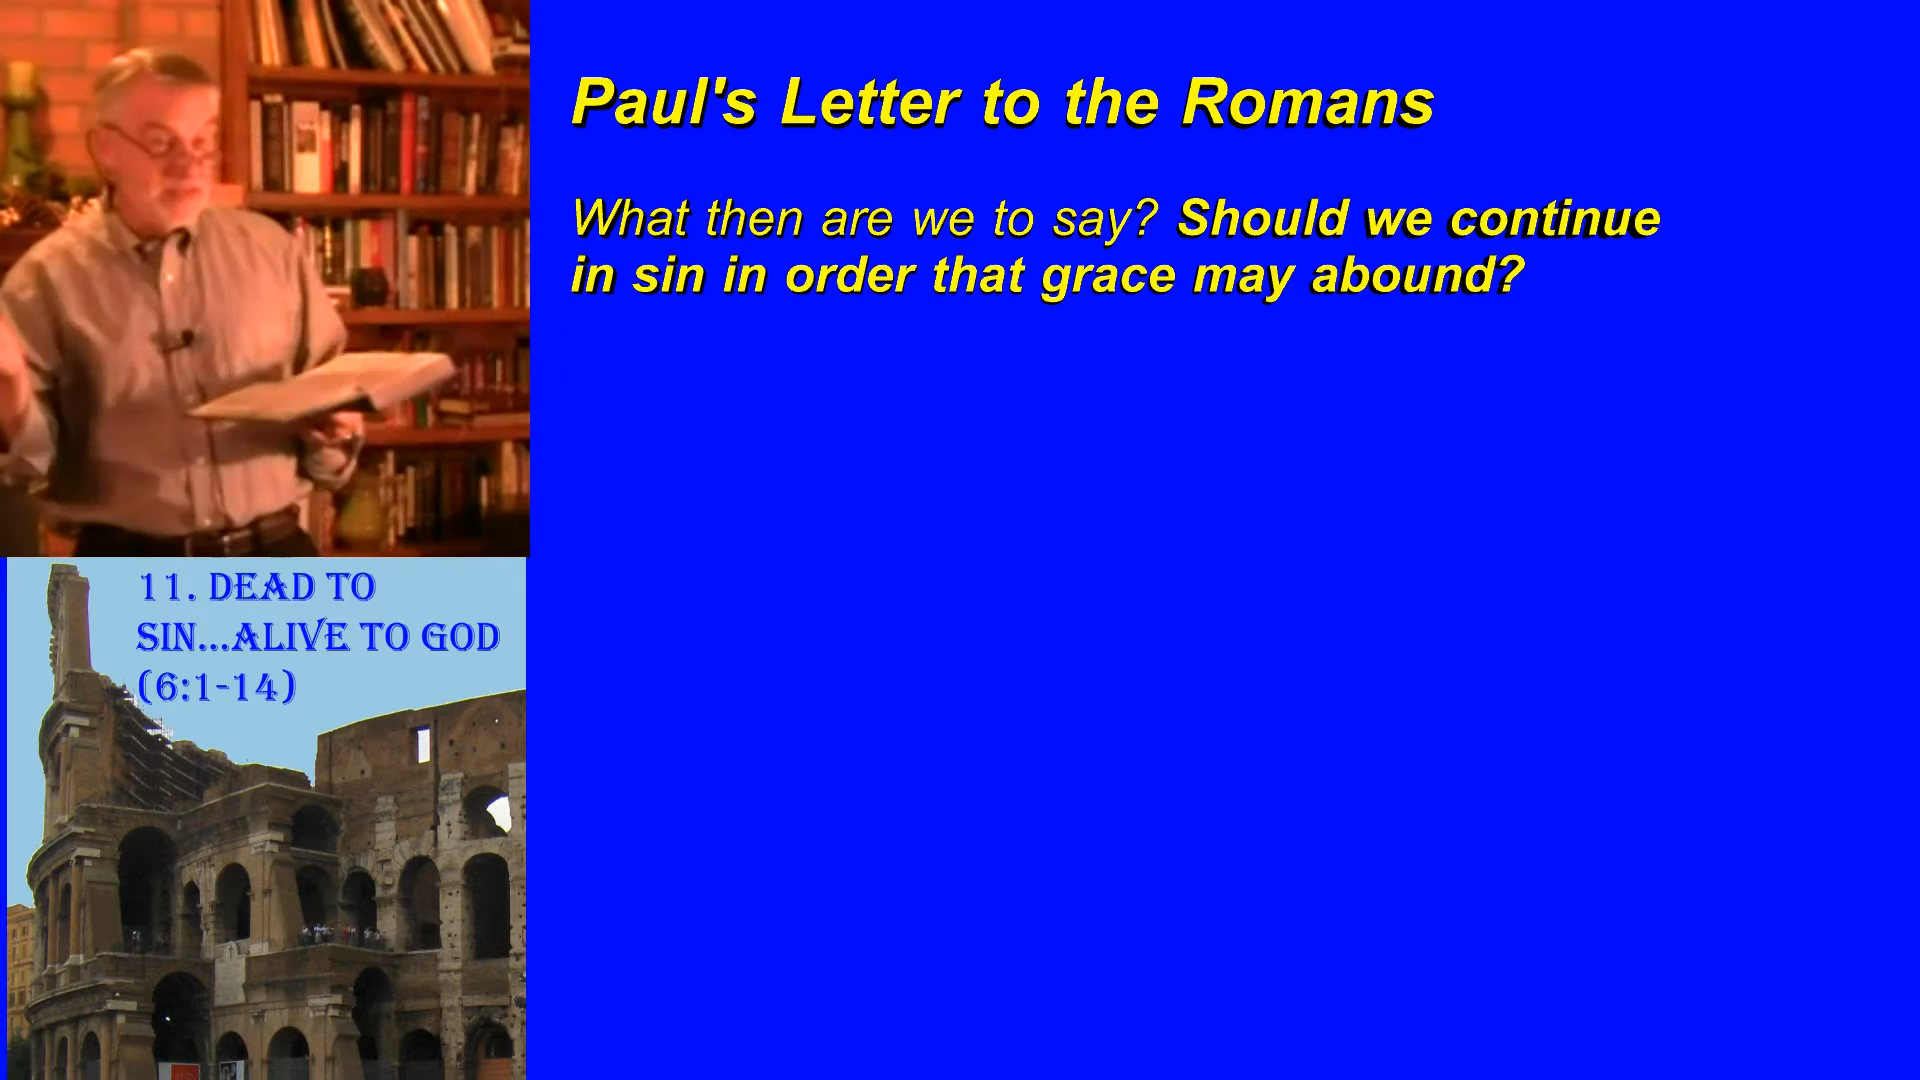 Paul's Letter to the Romans
What then are we to say? Should we continue
in sin in order that grace may abound?
11. DEAD TO
SIN...ALIVE TO GOD
(6:1-14)